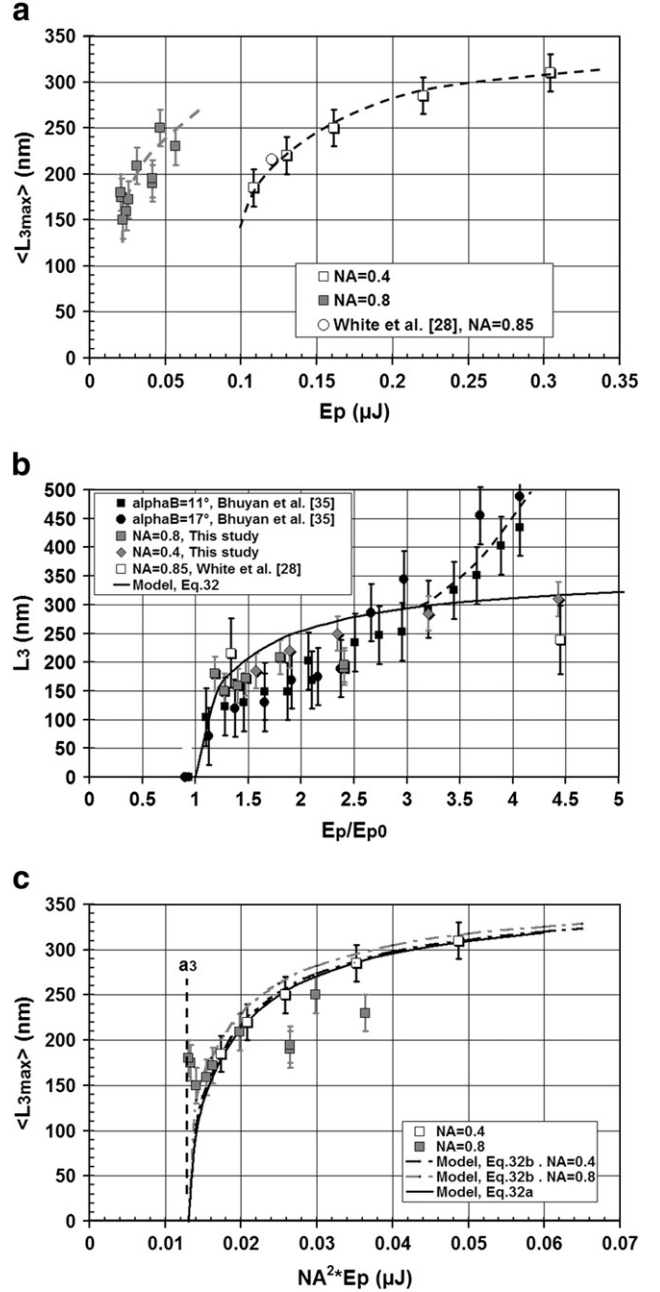 a
350
300
250
200
150
100
50
0
<L3max> (nm)
NA=0.4
NA=0.8
White et al. [28], NA=0.85
0 0.05 0.1 0.15 0.2 0.25 0.3 0.35
Ep (µJ)
b
500
450
400
350
300
250
200
150
100
50
0
L3 (nm)
alphaB=11°, Bhuyan et al. [35]
alphaB=17°, Bhuyan et al. [35]
NA=0.8, This study
NA=0.4, This study
NA=0.85, White et al. [28]
Model, Eq.32
0 0.5 1 1.5 2 2.5 3 3.5 4 4.5 5
Ep/Ep0
c
350
300
250
200
150
100
50
0
<L3max> (nm)
a3
NA=0.4
NA=0.8
Model, Eq.32b . NA=0.4
Model, Eq.32b . NA=0.8
Model, Eq.32a
0 0.01 0.02 0.03 0.04 0.05 0.06 0.07
NA²*Ep (µJ)